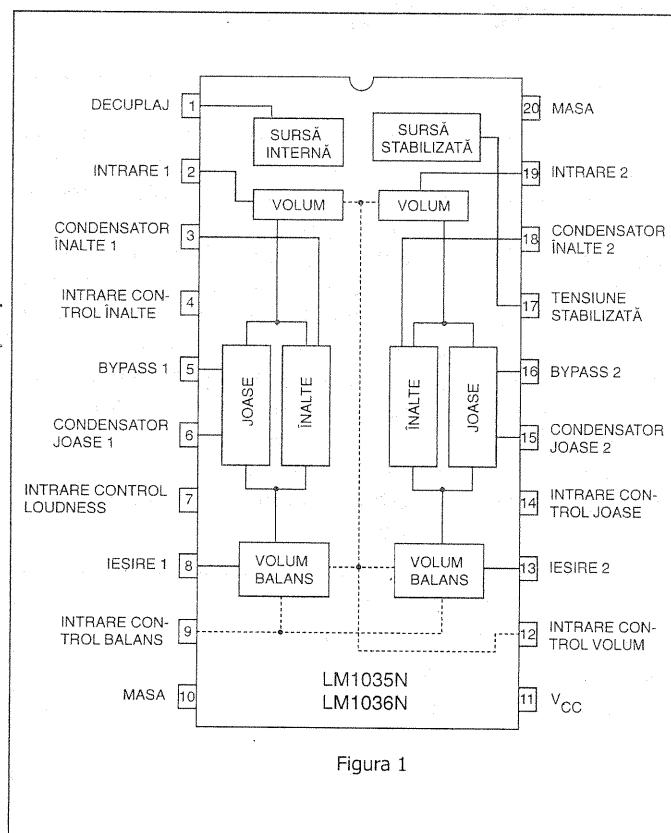 DECUPLAJ
1
INTRARE 1
2
CONDENSATOR
ÎNALTE 1
3
INTRARE CON-
TROL ÎNALTE
4
BYPASS 1
5
CONDENSATOR
JOASE 1
6
INTRARE CONTROL
LOUDNESS
7
IEȘIRE 1
8
INTRARE CON-
TROL BALANS
9
MASA
10
SURSĂ
INTERNĂ
SURSĂ
STABILIZATĂ
VOLUM
VOLUM
JOASE
ÎNALTE
ÎNALTE
JOASE
VOLUM
BALANS
VOLUM
BALANS
LM1035N
LM1036N
20
MASA
19
INTRARE 2
18
CONDENSATOR
ÎNALTE 2
17
TENSIUNE
STABILIZATĂ
16
BYPASS 2
15
CONDENSATOR
JOASE 2
14
INTRARE CON-
TROL JOASE
13
IEȘIRE 2
12
INTRARE CON-
TROL VOLUM
11
VCC
Figura 1